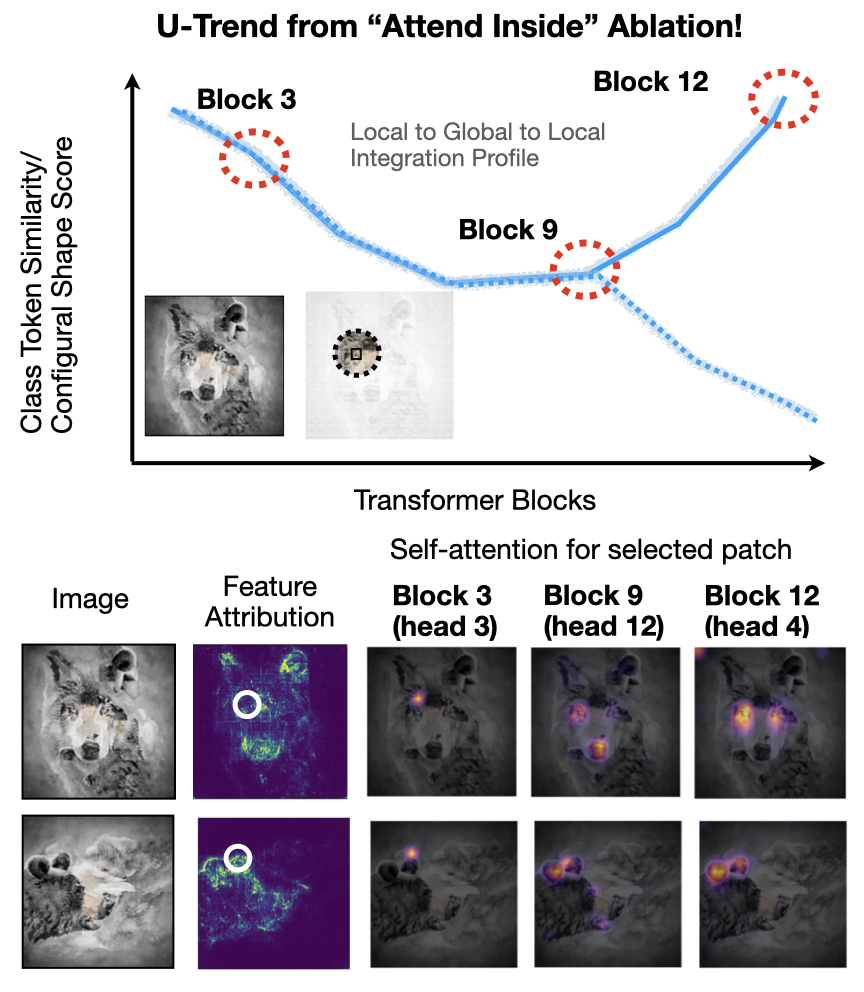 U-Trend from “Attend Inside” Ablation!
Block 3
Block 12
Local to Global to Local
Integration Profile
Block 9
Class Token Similarity/
Configural Shape Score
Transformer Blocks
Self-attention for selected patch
Image
Feature
Attribution
Block 3
(head 3)
Block 9
(head 12)
Block 12
(head 4)